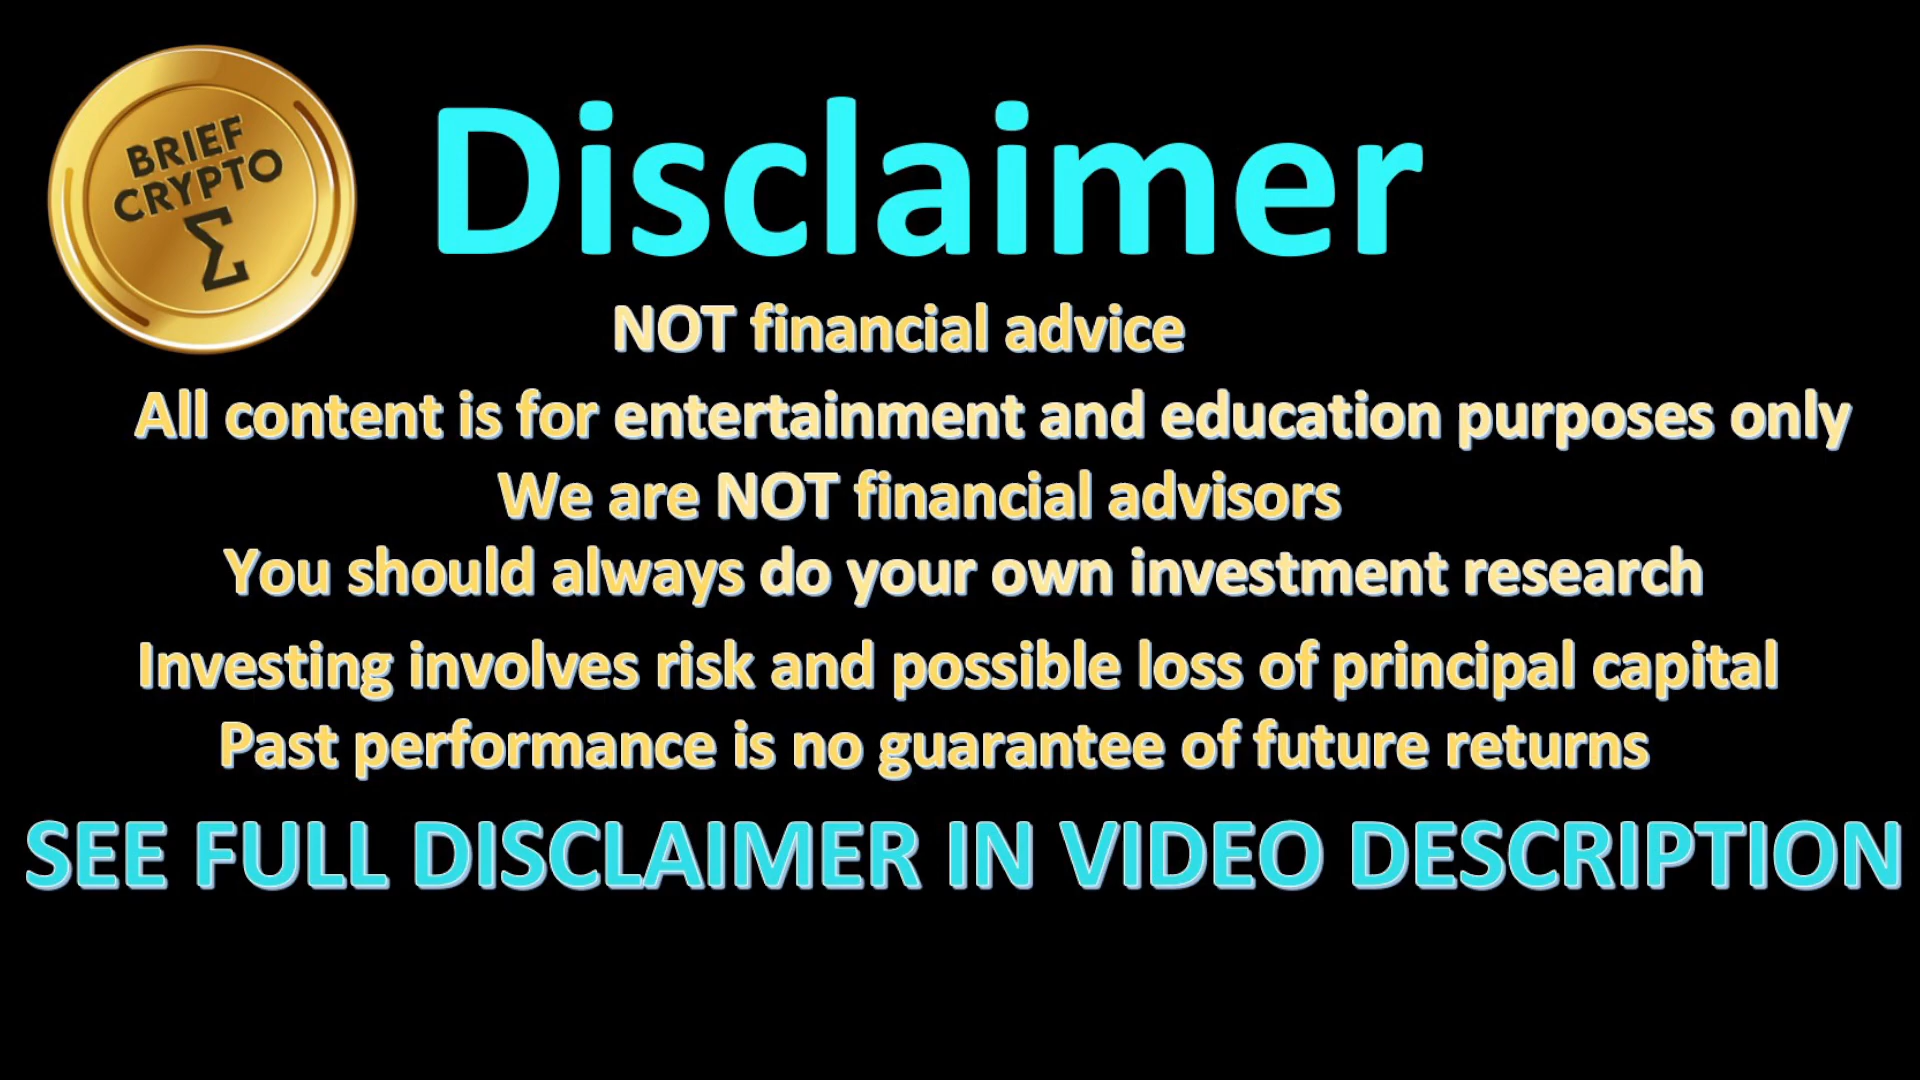 BRIEF
CRYPTO
Σ
Disclaimer
NOT financial advice
All content is for entertainment and education purposes only
We are NOT financial advisors
You should always do your own investment research
Investing involves risk and possible loss of principal capital
Past performance is no guarantee of future returns
SEE FULL DISCLAIMER IN VIDEO DESCRIPTION